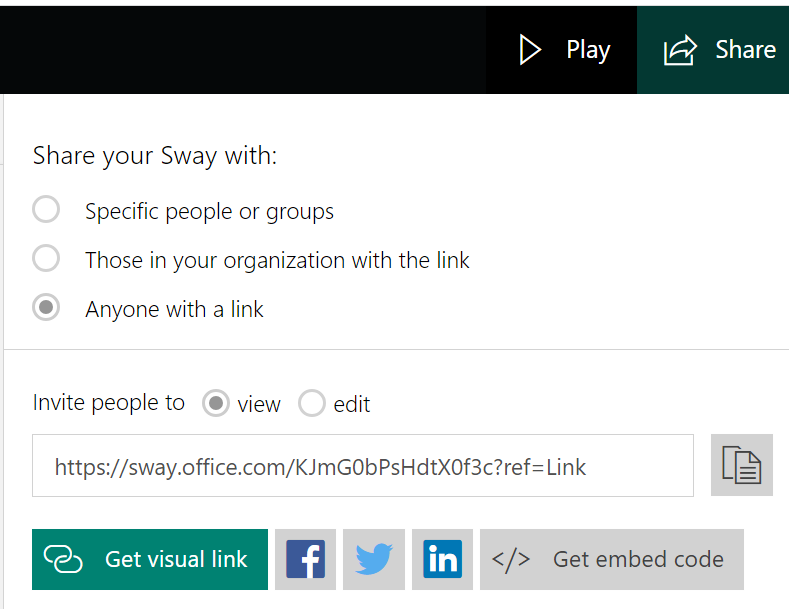 Play Share
Share your Sway with:
Specific people or groups
Those in your organization with the link
Anyone with a link
Invite people to view edit
https://sway.office.com/KJmG0bPsHdtX0f3c?ref=Link
Get visual link f in </> Get embed code